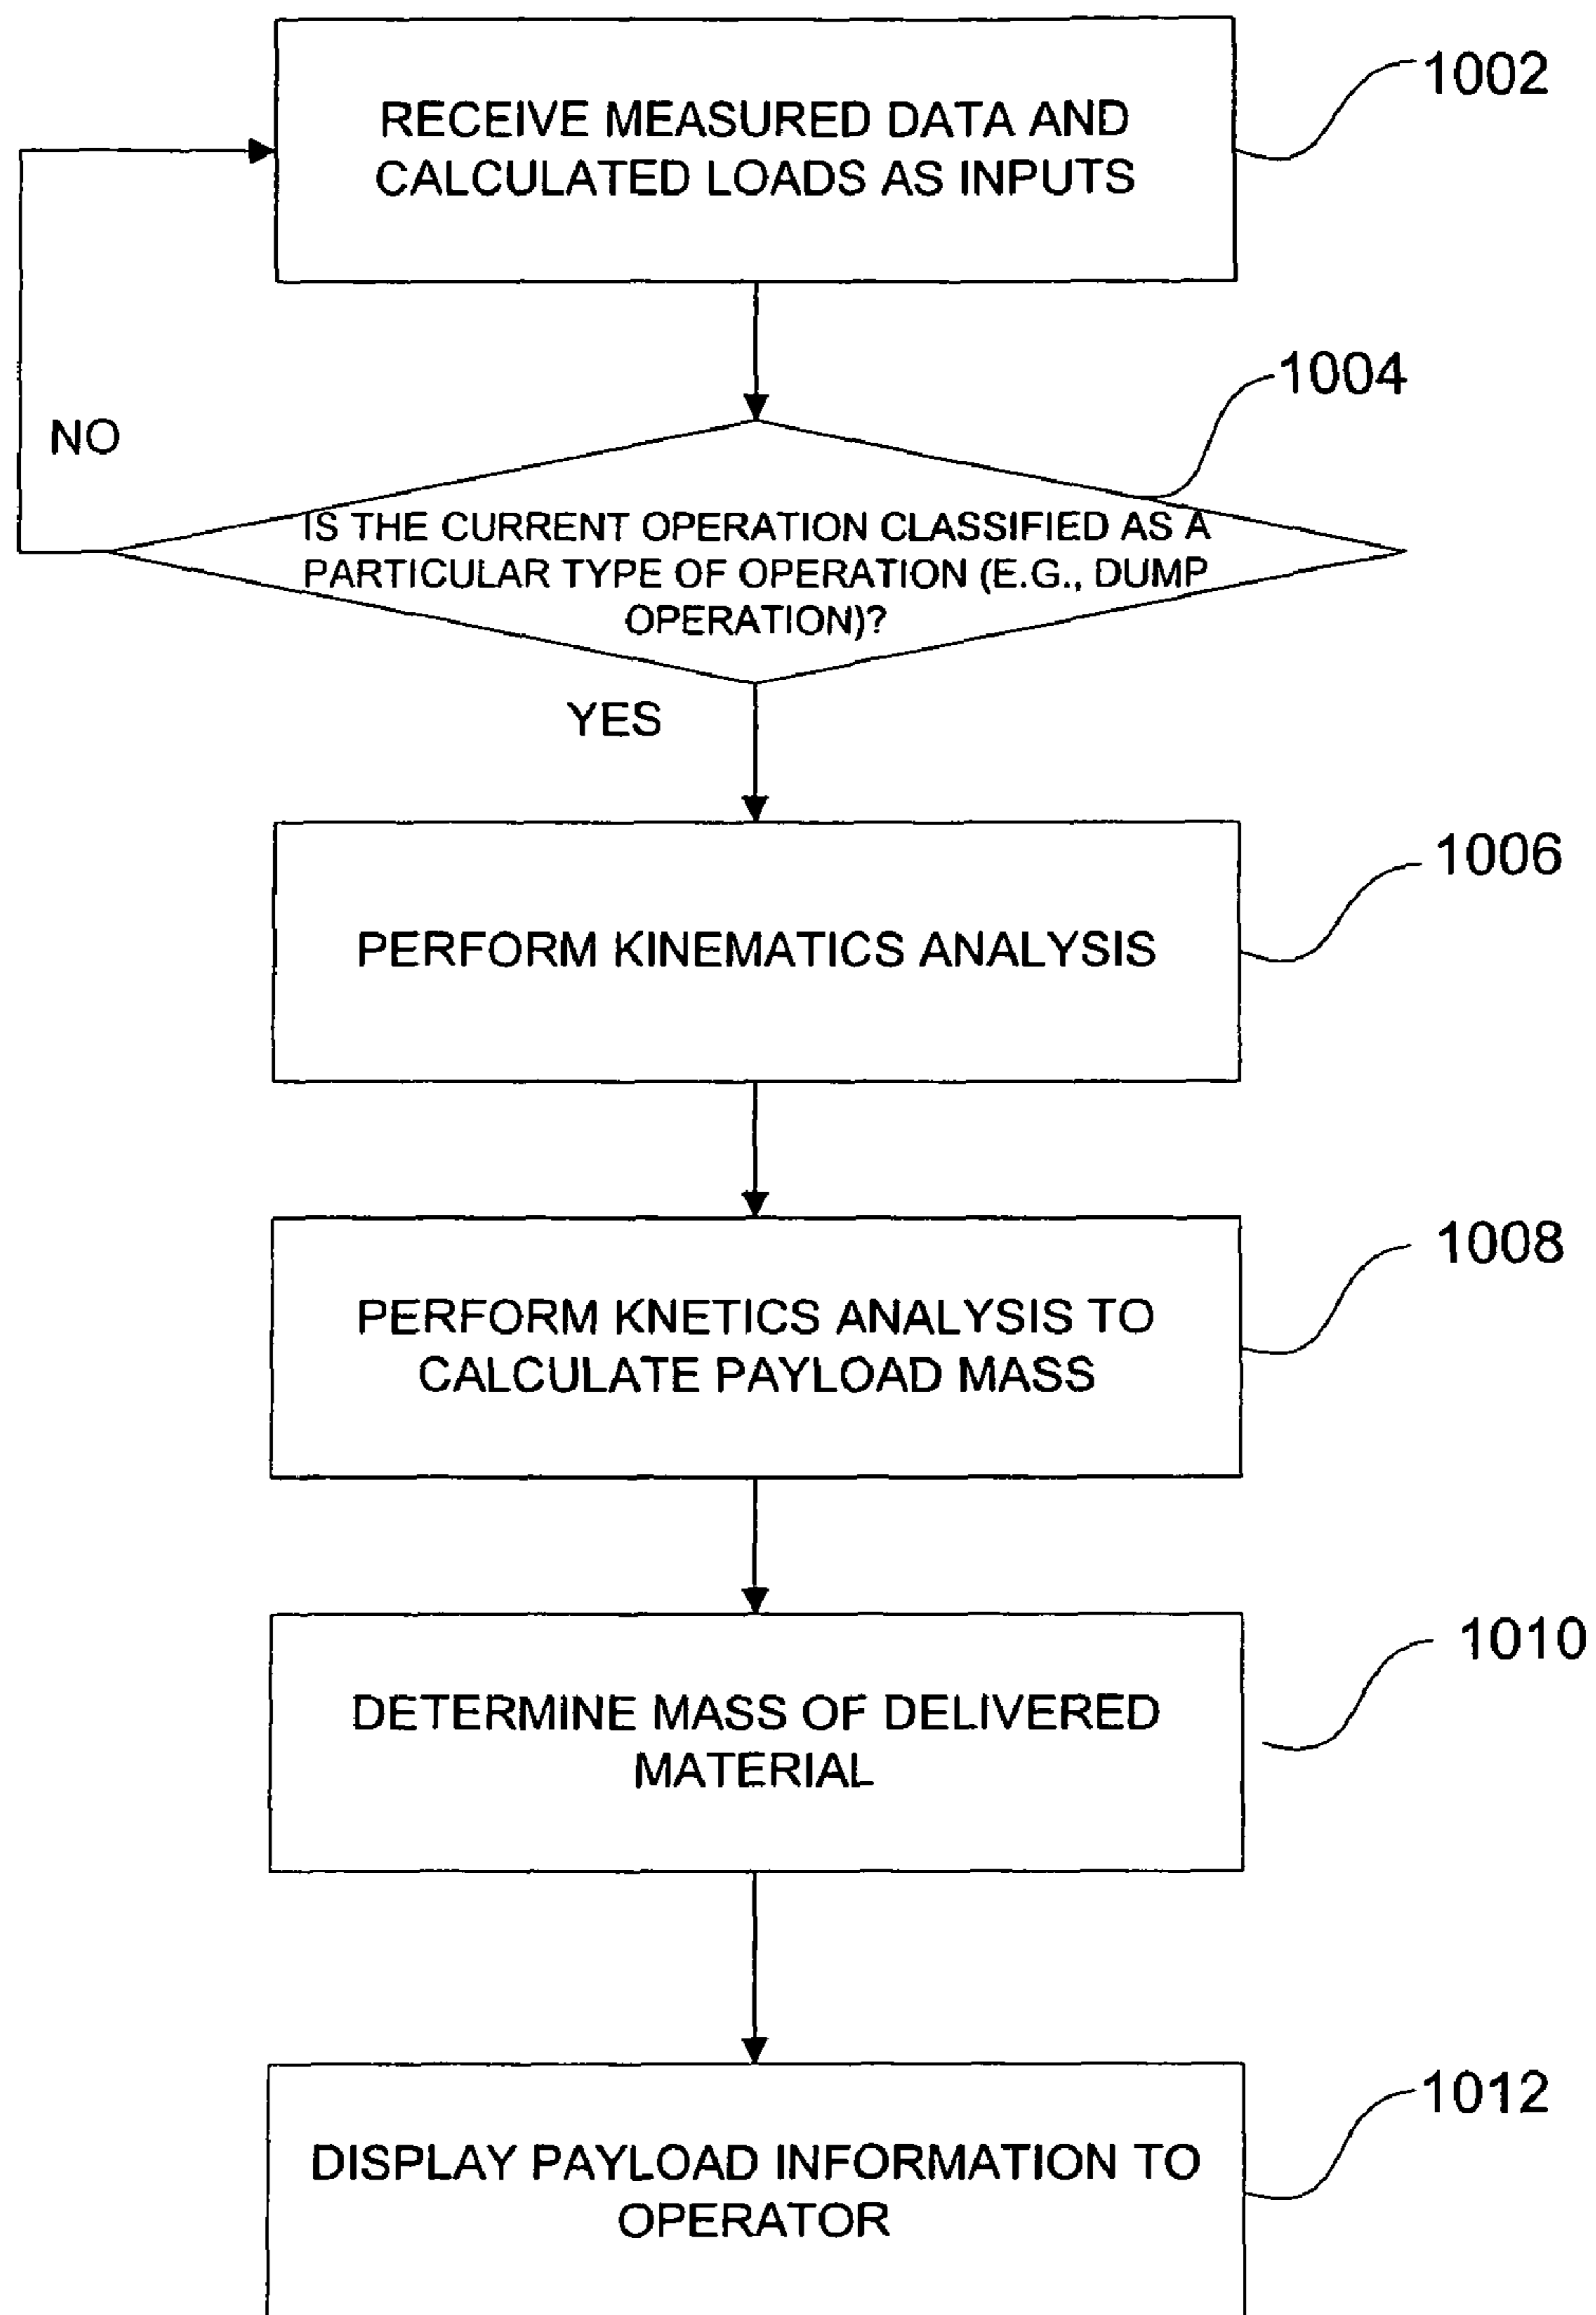 RECEIVE MEASURED DATA AND
CALCULATED LOADS AS INPUTS
1002
1004
NO
IS THE CURRENT OPERATION CLASSIFIED AS A
PARTICULAR TYPE OF OPERATION (E.G., DUMP
OPERATION)?
YES
PERFORM KINEMATICS ANALYSIS
1006
PERFORM KNETICS ANALYSIS TO
CALCULATE PAYLOAD MASS
1008
DETERMINE MASS OF DELIVERED
MATERIAL
1010
DISPLAY PAYLOAD INFORMATION TO
OPERATOR
1012